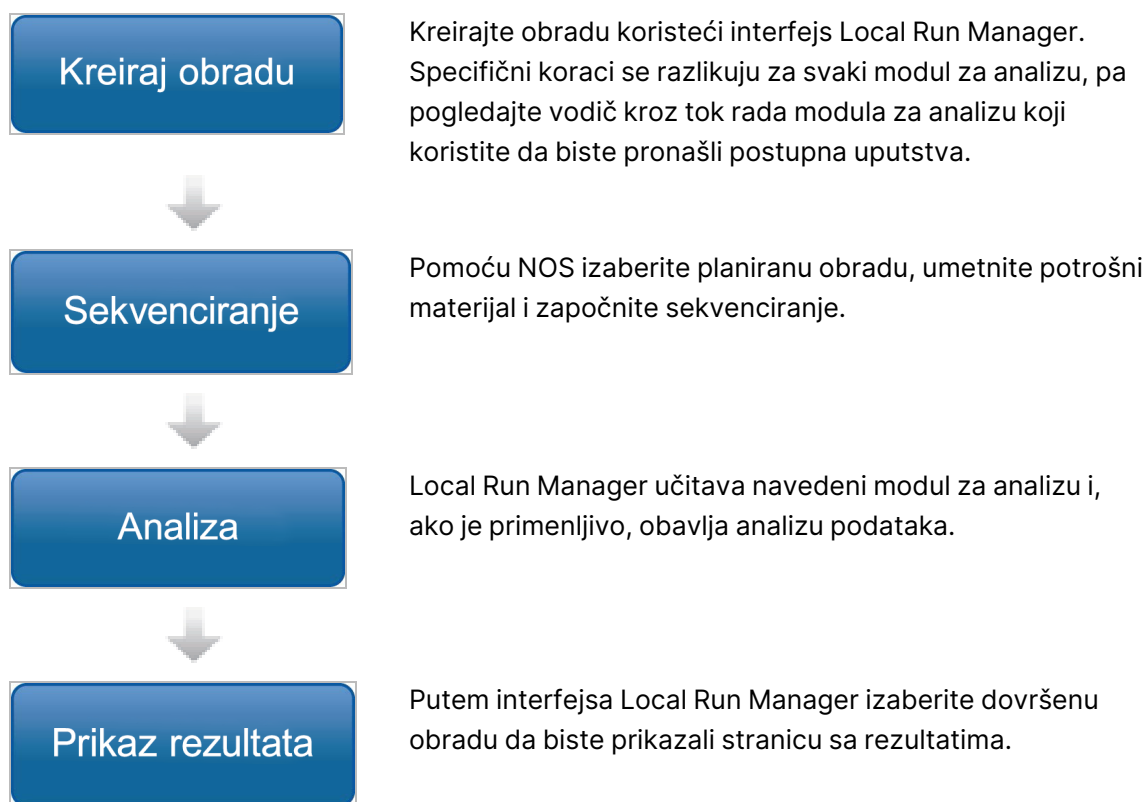 Kreiraj obradu
Kreirajte obradu koristeći interfejs Local Run Manager.
Specifični koraci se razlikuju za svaki modul za analizu, pa
pogledajte vodič kroz tok rada modula za analizu koji
koristite da biste pronašli postupna uputstva.
Sekvenciranje
Pomoću NOS izaberite planiranu obradu, umetnite potrošni
materijal i započnite sekvenciranje.
Analiza
Local Run Manager učitava navedeni modul za analizu i,
ako je primenljivo, obavlja analizu podataka.
Prikaz rezultata
Putem interfejsa Local Run Manager izaberite dovršenu
obradu da biste prikazali stranicu sa rezultatima.